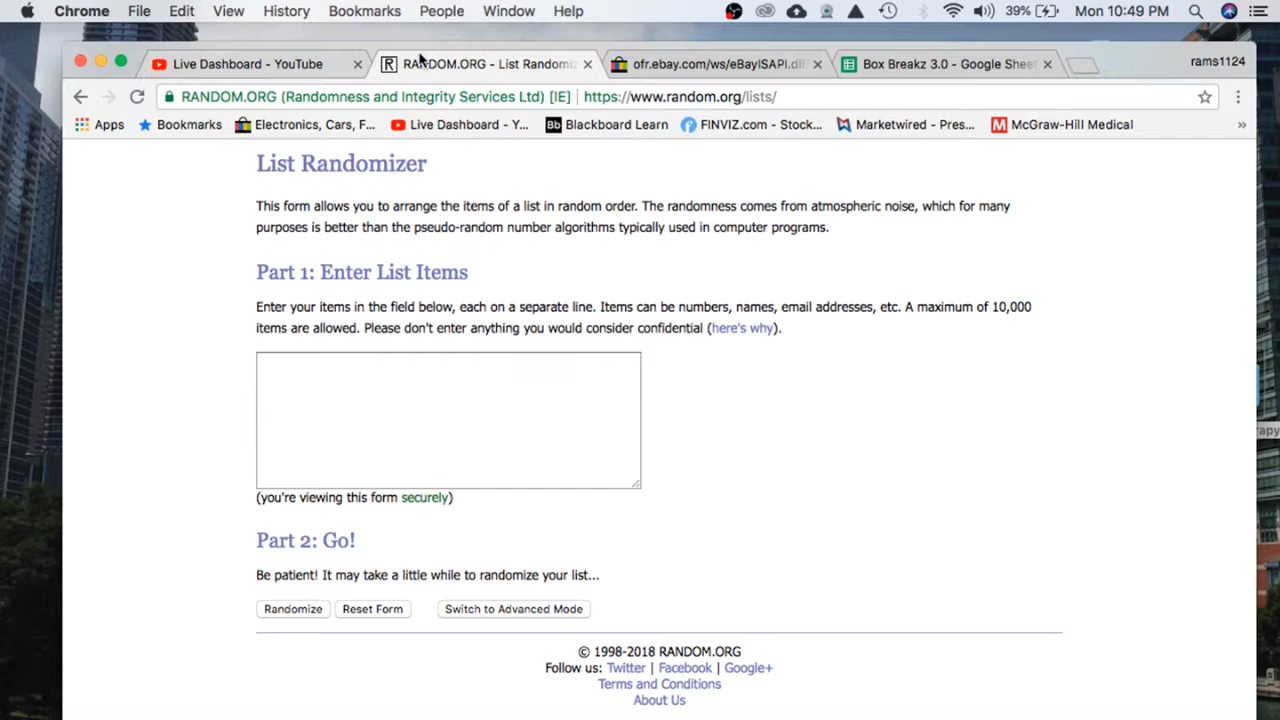 Chrome File Edit View History Bookmarks People Window Help 39% Mon 10:49 PM
Live Dashboard - YouTube RANDOM.ORG - List Randomiz ofr.ebay.com/ws/eBayISAPI.dll Box Breakz 3.0 - Google Sheet rams1124
RANDOM.ORG (Randomness and Integrity Services Ltd) [IE] https://www.random.org/lists/
Apps Bookmarks Electronics, Cars, F... Live Dashboard - Y... Bb Blackboard Learn FINVIZ.com - Stock... Marketwired - Pres... McGraw-Hill Medical »
List Randomizer
This form allows you to arrange the items of a list in random order. The randomness comes from atmospheric noise, which for many
purposes is better than the pseudo-random number algorithms typically used in computer programs.
Part 1: Enter List Items
Enter your items in the field below, each on a separate line. Items can be numbers, names, email addresses, etc. A maximum of 10,000
items are allowed. Please don't enter anything you would consider confidential (here's why).
(you're viewing this form securely)
Part 2: Go!
Be patient! It may take a little while to randomize your list...
Randomize Reset Form Switch to Advanced Mode
© 1998-2018 RANDOM.ORG
Follow us: Twitter | Facebook | Google+
Terms and Conditions
About Us